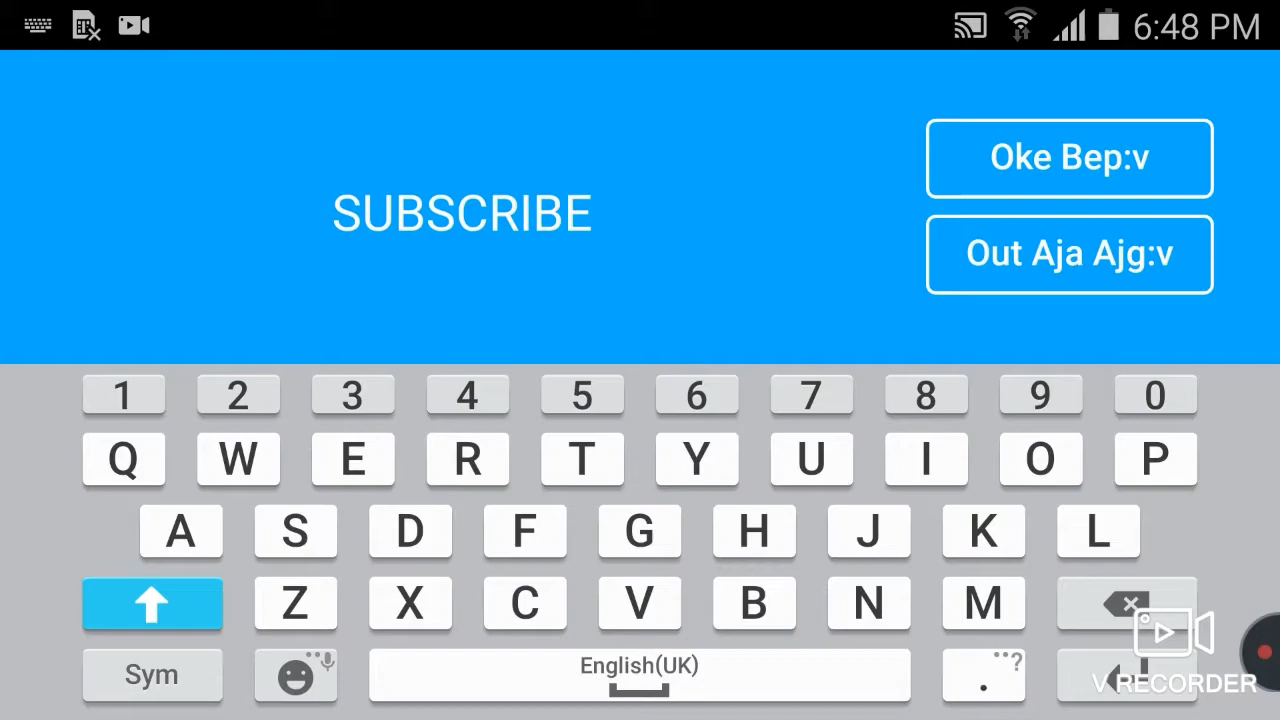 6:48 PM
Oke Bep:v
SUBSCRIBE
Out Aja Ajg:v
1 2 3 4 5 6 7 8 9 0
Q W E R T Y U I O P
A S D F G H J K L
Z X C V B N M
Sym English(UK) . ?
V RECORDER